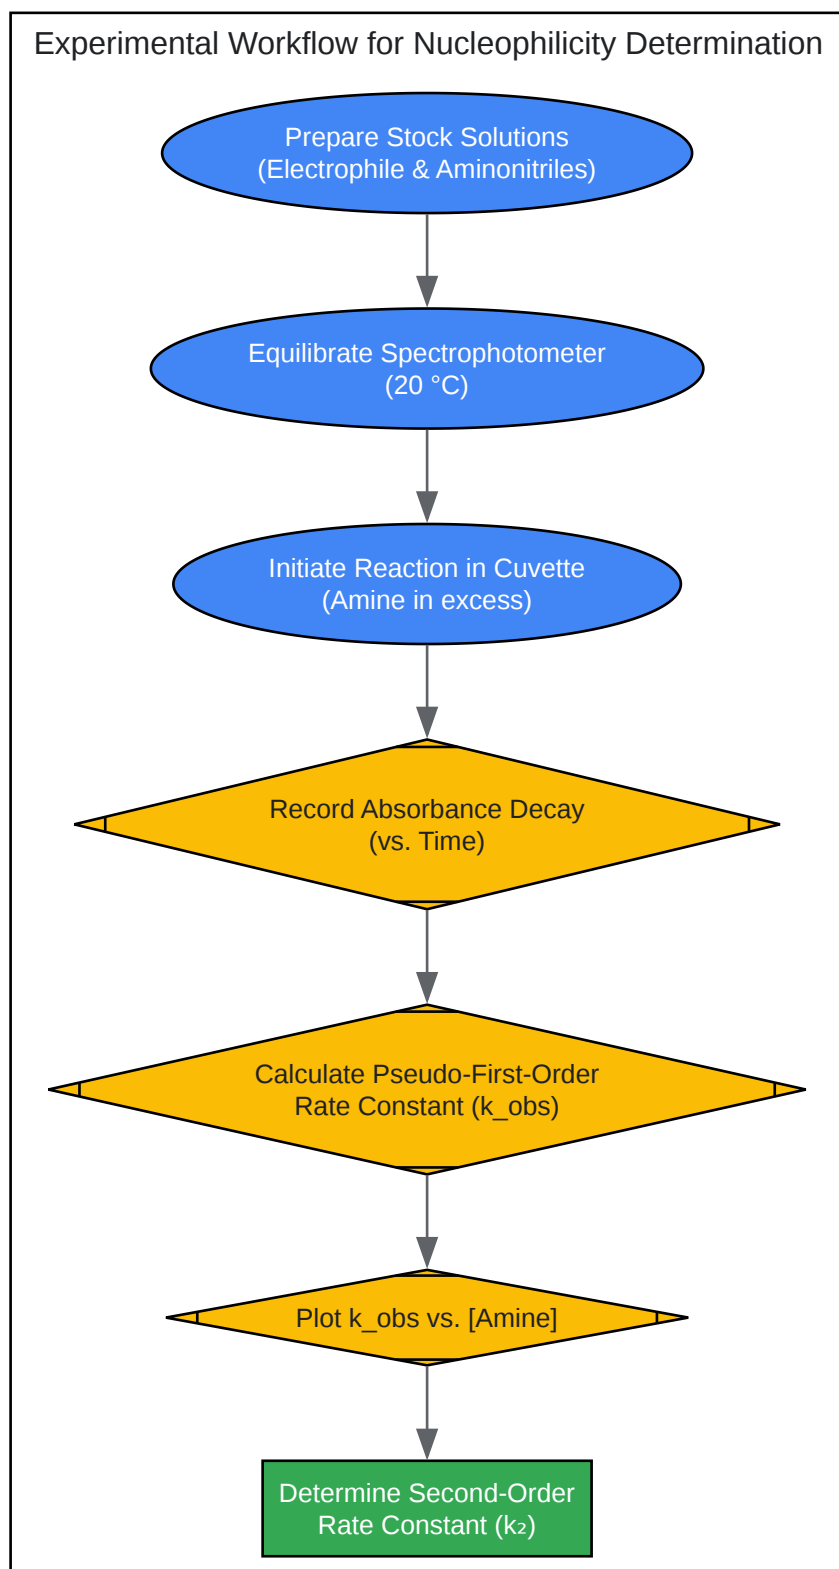 Experimental Workflow for Nucleophilicity Determination
Prepare Stock Solutions
(Electrophile & Aminonitriles)
Equilibrate Spectrophotometer
(20 °C)
Initiate Reaction in Cuvette
(Amine in excess)
Record Absorbance Decay
(vs. Time)
Calculate Pseudo-First-Order
Rate Constant (k_obs)
Plot k_obs vs. [Amine]
Determine Second-Order
Rate Constant (k₂)